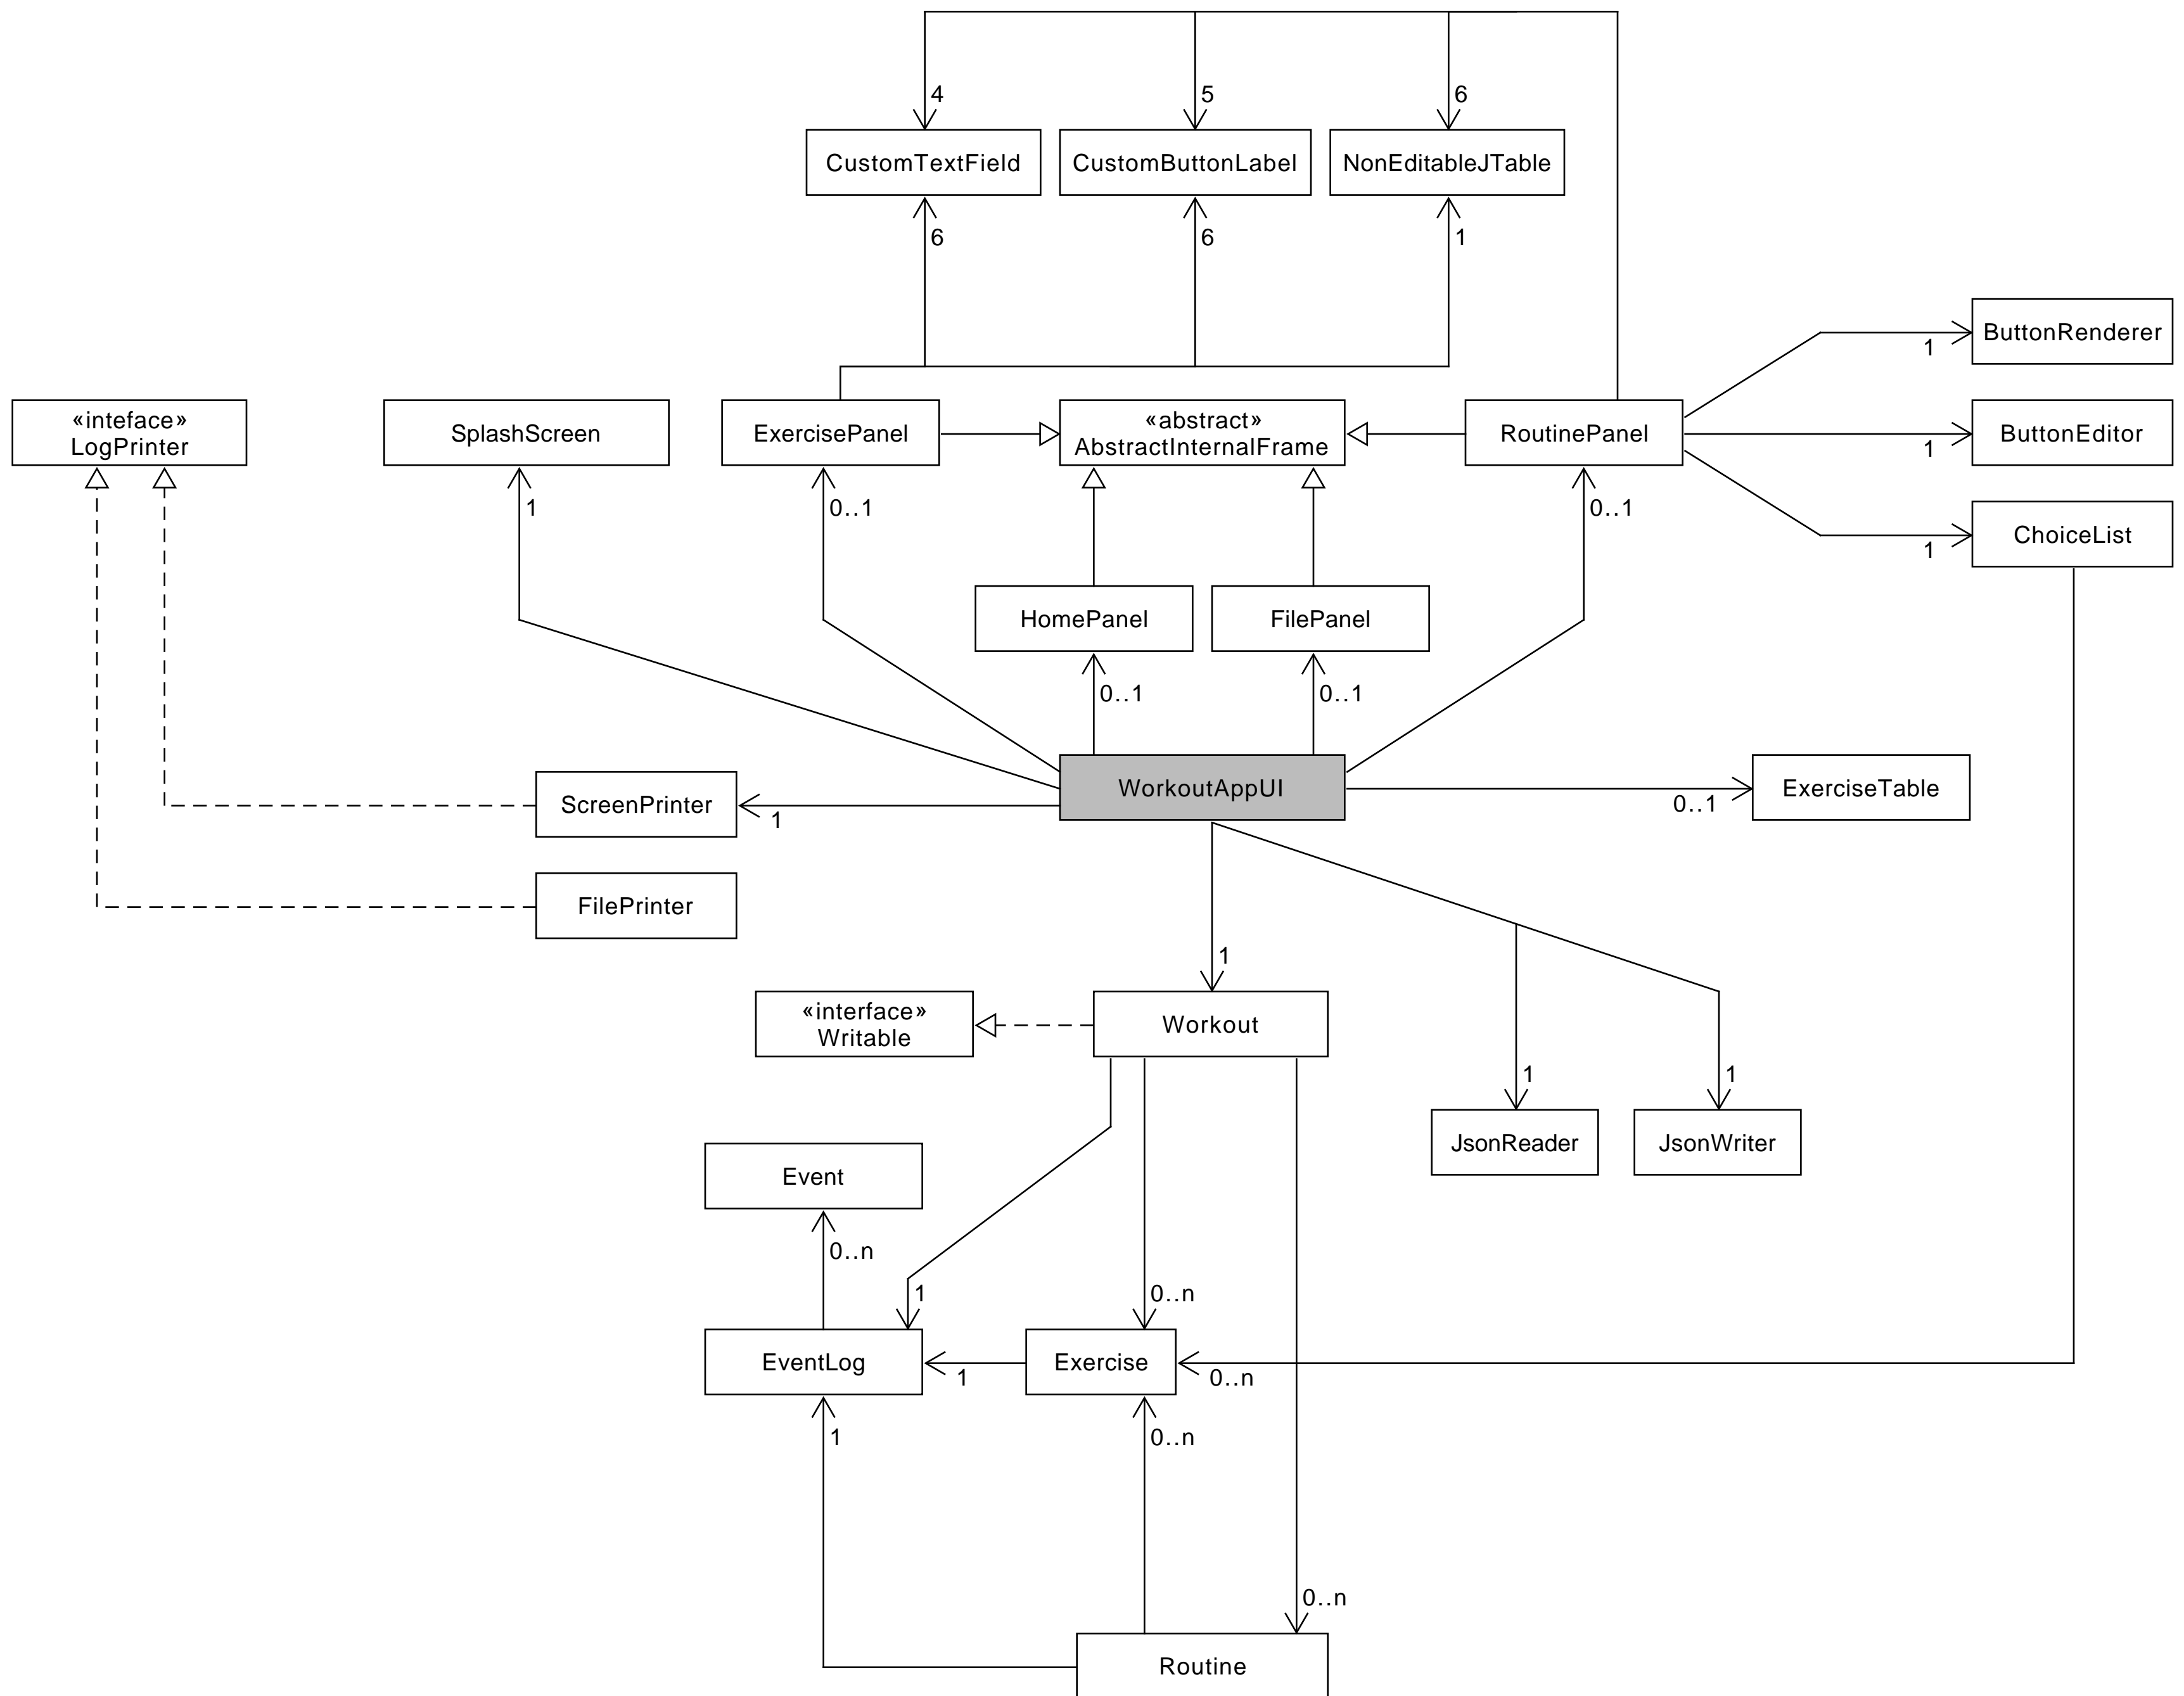 4
5
6
CustomTextField
CustomButtonLabel
NonEditableJTable
6
6
1
ButtonRenderer
1
«inteface»
LogPrinter
SplashScreen
ExercisePanel
«abstract»
AbstractInternalFrame
RoutinePanel
ButtonEditor
1
1
0..1
0..1
ChoiceList
1
HomePanel
FilePanel
0..1
0..1
WorkoutAppUI
ExerciseTable
0..1
ScreenPrinter
1
FilePrinter
1
«interface»
Writable
Workout
1
1
JsonReader
JsonWriter
Event
0..n
1
0..n
EventLog
1
Exercise
0..n
1
0..n
0..n
Routine